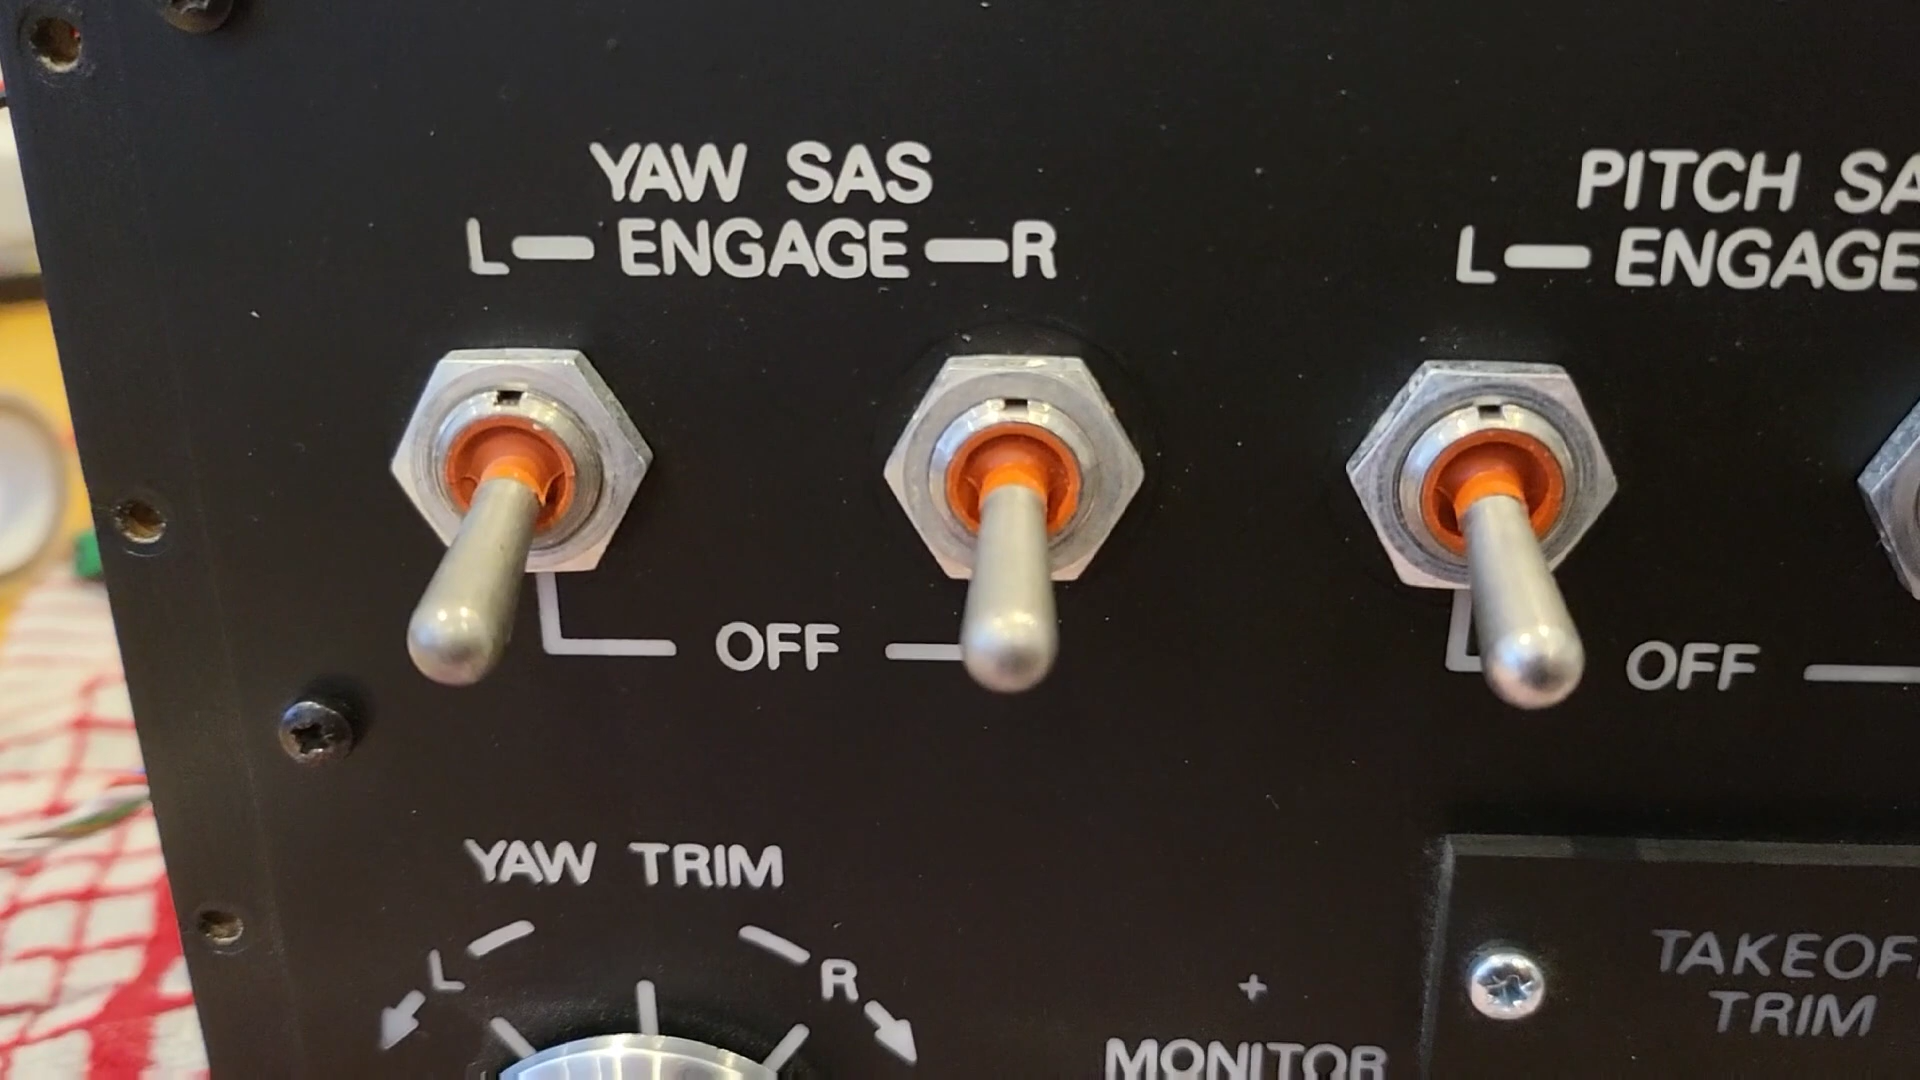 YAW SAS
L ENGAGE R
OFF
PITCH SA
L ENGAGE
OFF
YAW TRIM
L R
+
MONITOR
TAKEOF
TRIM